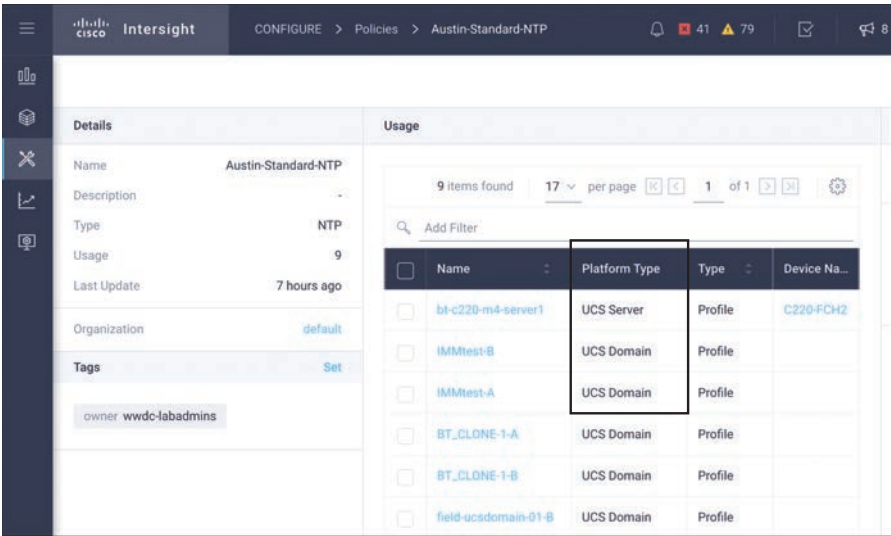 cisco Intersight CONFIGURE > Policies > Austin-Standard-NTP 41 79 8
Details
Name Austin-Standard-NTP
Description -
Type NTP
Usage 9
Last Update 7 hours ago
Organization default
Tags Set
owner wwdc-labadmins
Usage
9 items found 17 per page 1 of 1
Add Filter
Name Platform Type Type Device Na...
bt-c220-m4-server1 UCS Server Profile C220-FCH2
IMMtest-B UCS Domain Profile
IMMtest-A UCS Domain Profile
BT_CLONE-1-A UCS Domain Profile
BT_CLONE-1-B UCS Domain Profile
field-ucsdomain-01-B UCS Domain Profile